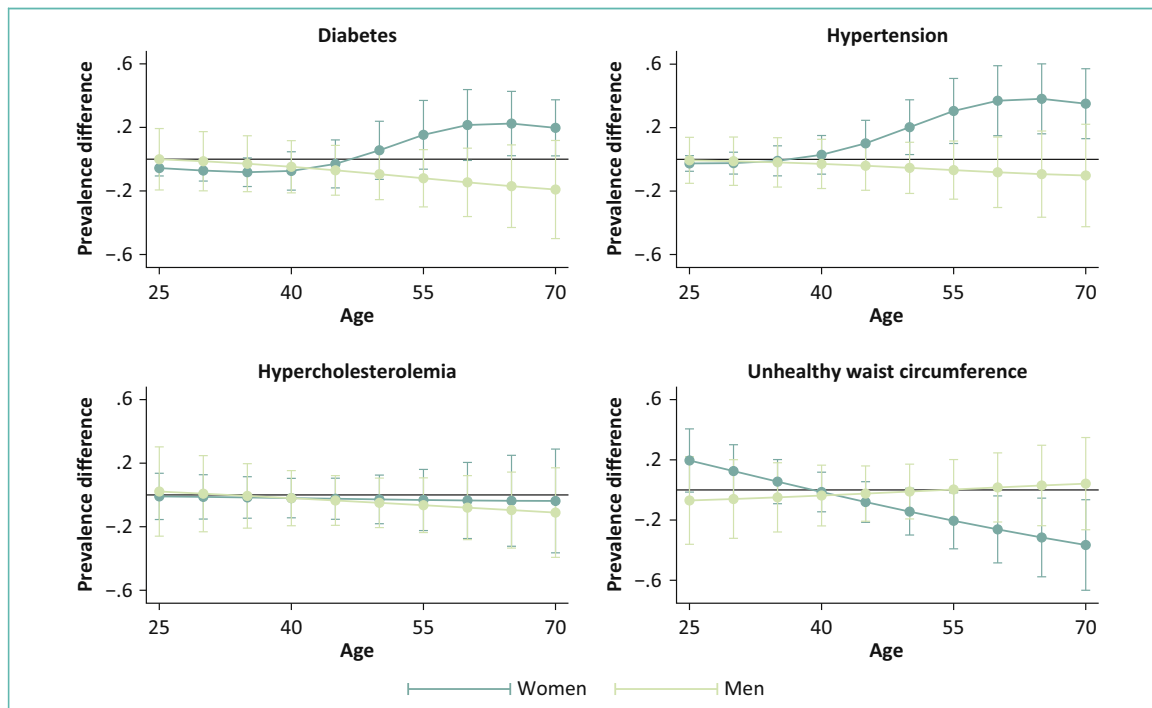 Diabetes
Prevalence difference
.6
.2
−.2
−.6
25 40 55 70
Age
Hypertension
Prevalence difference
.6
.2
−.2
−.6
25 40 55 70
Age
Hypercholesterolemia
Prevalence difference
.6
.2
−.2
−.6
25 40 55 70
Age
Unhealthy waist circumference
Prevalence difference
.6
.2
−.2
−.6
25 40 55 70
Age
Women Men